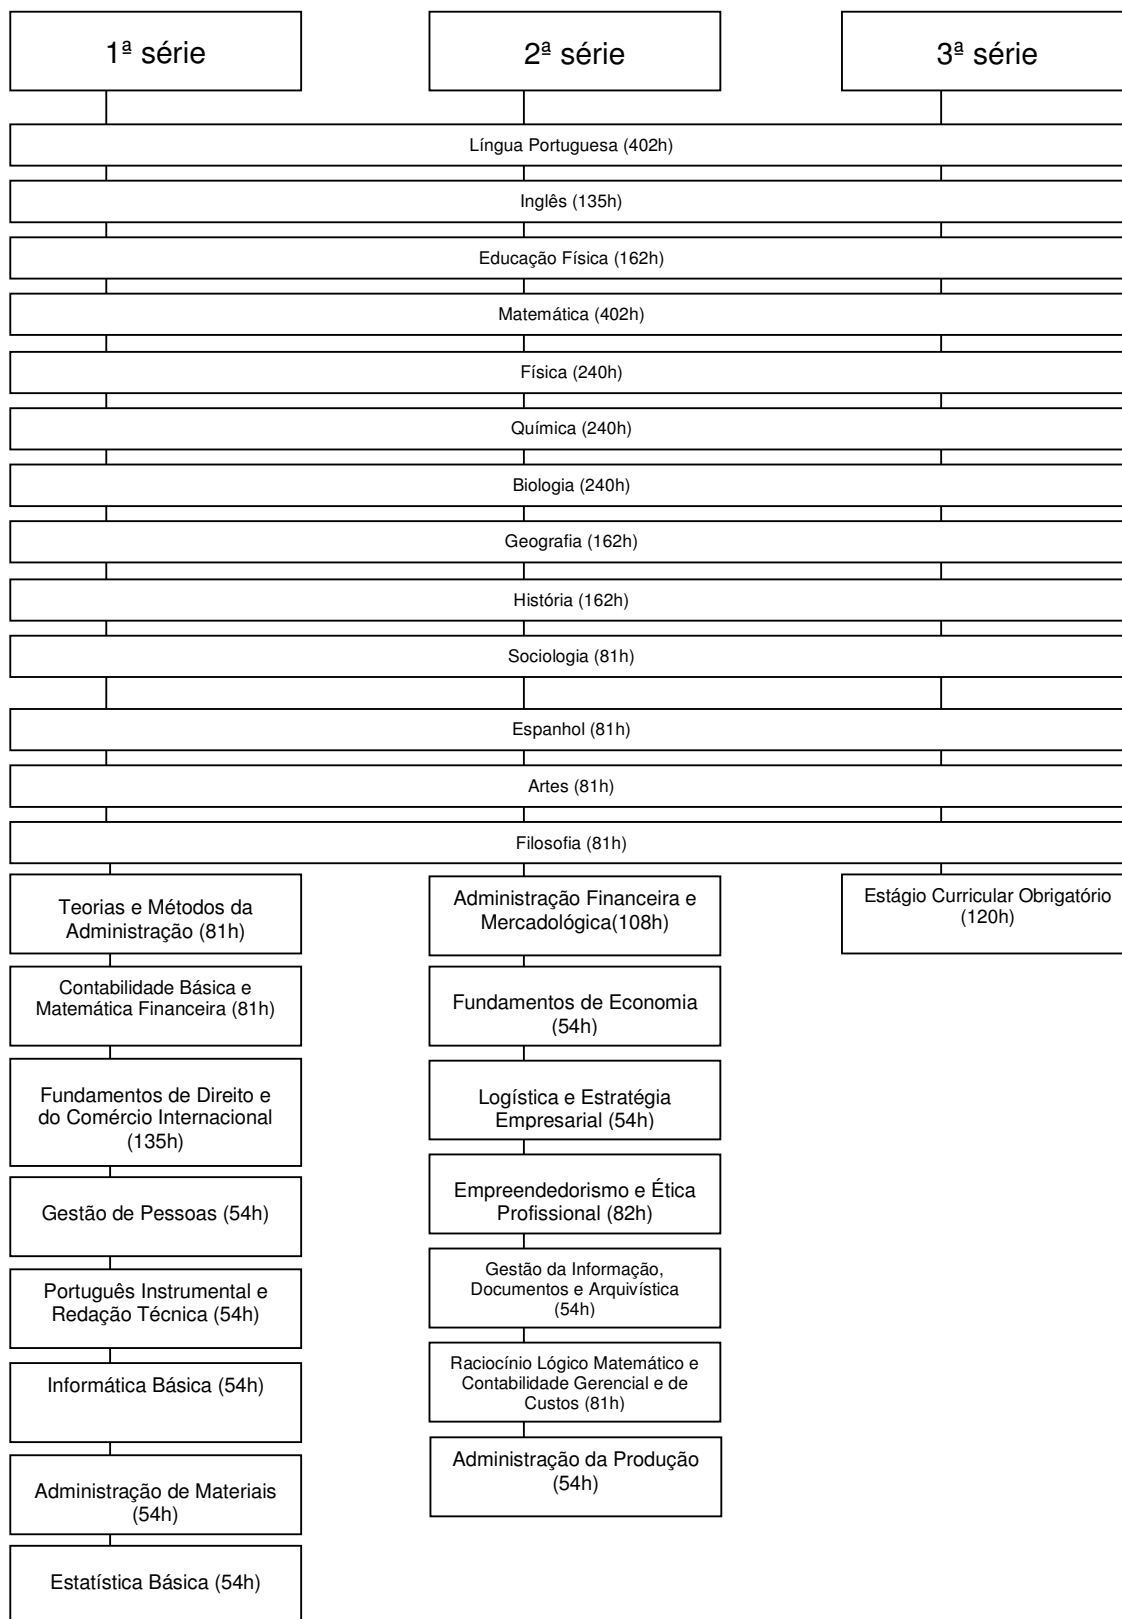 1ª série
2ª série
3ª série
Língua Portuguesa (402h)
Inglês (135h)
Educação Física (162h)
Matemática (402h)
Física (240h)
Química (240h)
Biologia (240h)
Geografia (162h)
História (162h)
Sociologia (81h)
Espanhol (81h)
Artes (81h)
Filosofia (81h)
Teorias e Métodos da
Administração (81h)
Contabilidade Básica e
Matemática Financeira (81h)
Fundamentos de Direito e
do Comércio Internacional
(135h)
Gestão de Pessoas (54h)
Português Instrumental e
Redação Técnica (54h)
Informática Básica (54h)
Administração de Materiais
(54h)
Estatística Básica (54h)
Administração Financeira e
Mercadológica(108h)
Fundamentos de Economia
(54h)
Logística e Estratégia
Empresarial (54h)
Empreendedorismo e Ética
Profissional (82h)
Gestão da Informação,
Documentos e Arquivística
(54h)
Raciocínio Lógico Matemático e
Contabilidade Gerencial e de
Custos (81h)
Administração da Produção
(54h)
Estágio Curricular Obrigatório
(120h)